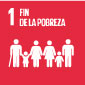 1 FIN
DE LA POBREZA